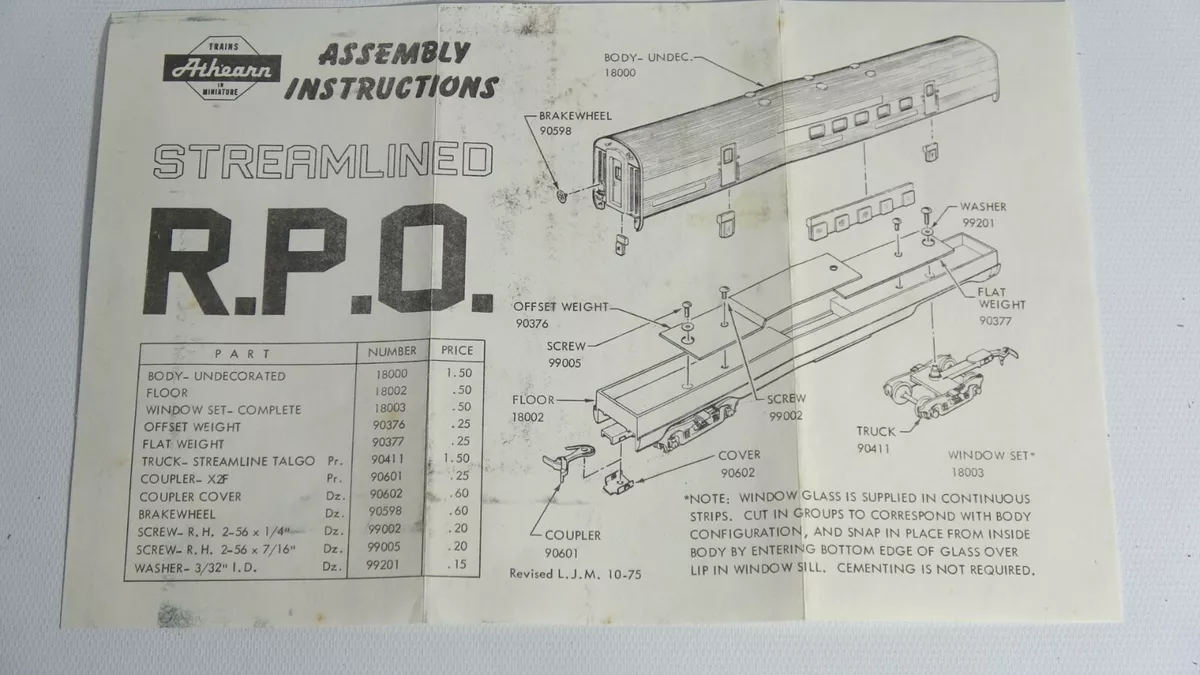 TRAINS
Athearn
IN
MINIATURE
ASSEMBLY
INSTRUCTIONS
STREAMLINED
R.P.O.
PART NUMBER PRICE
BODY- UNDECORATED 18000 1.50
FLOOR 18002 .50
WINDOW SET- COMPLETE 18003 .50
OFFSET WEIGHT 90376 .25
FLAT WEIGHT 90377 .25
TRUCK- STREAMLINE TALGO Pr. 90411 1.50
COUPLER- X2F Pr. 90601 .25
COUPLER COVER Dz. 90602 .60
BRAKEWHEEL Dz. 90598 .60
SCREW- R.H. 2-56 x 1/4" Dz. 99002 .20
SCREW- R.H. 2-56 x 7/16" Dz. 99005 .20
WASHER- 3/32" I.D. Dz. 99201 .15
BODY- UNDEC.
18000
BRAKEWHEEL
90598
WASHER
99201
OFFSET WEIGHT
90376
FLAT
WEIGHT
90377
SCREW
99005
FLOOR
18002
SCREW
99002
TRUCK
90411
COVER
90602
WINDOW SET*
18003
COUPLER
90601
*NOTE: WINDOW GLASS IS SUPPLIED IN CONTINUOUS
STRIPS. CUT IN GROUPS TO CORRESPOND WITH BODY
CONFIGURATION, AND SNAP IN PLACE FROM INSIDE
BODY BY ENTERING BOTTOM EDGE OF GLASS OVER
LIP IN WINDOW SILL. CEMENTING IS NOT REQUIRED.
Revised L.J.M. 10-75